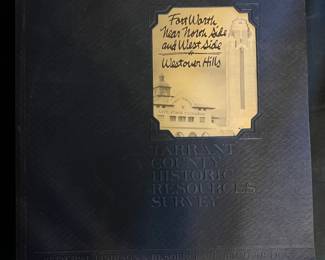 Fort Worth
Near North Side
and West Side
Westover Hills
TARRANT
COUNTY
HISTORIC
RESOURCES
SURVEY